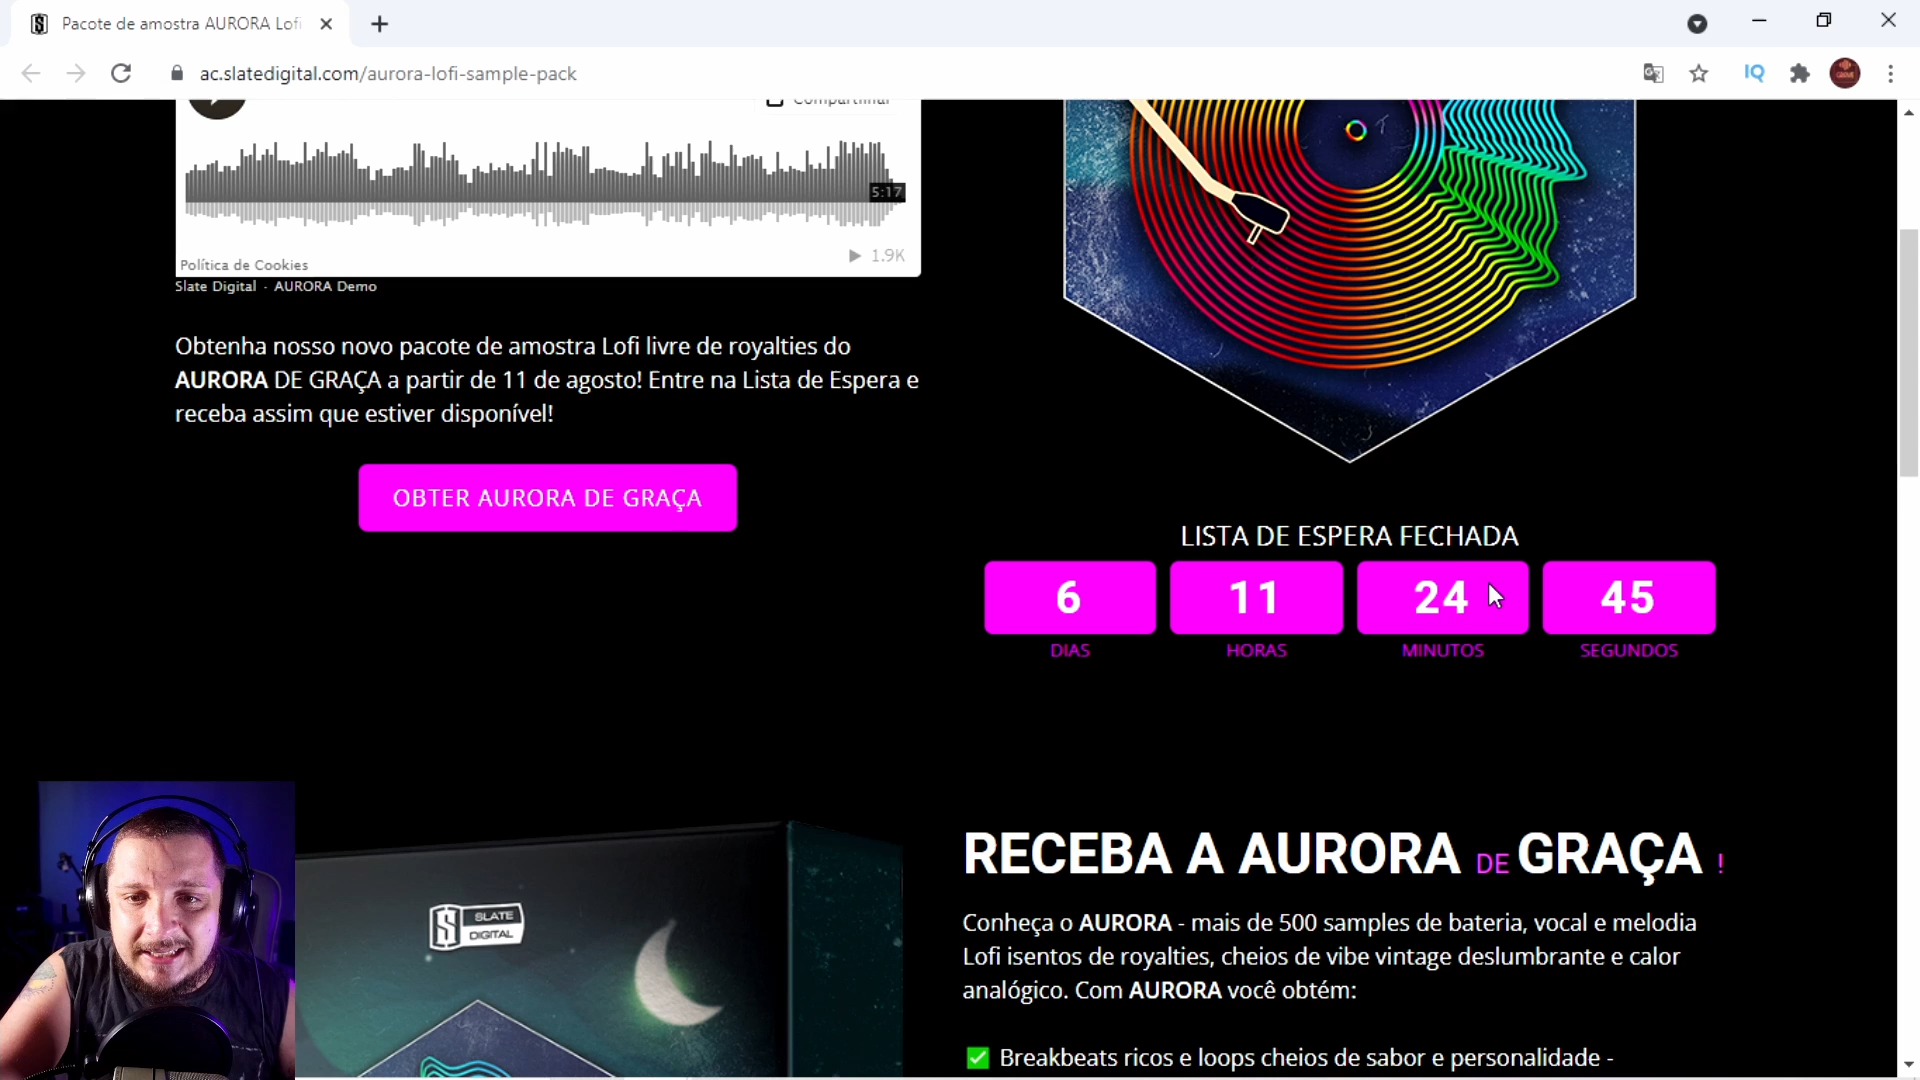 Pacote de amostra AURORA Lofi
ac.slatedigital.com/aurora-lofi-sample-pack
IQ
Compartilhar
5:17
1.9K
Política de Cookies
Slate Digital · AURORA Demo
Obtenha nosso novo pacote de amostra Lofi livre de royalties do
AURORA DE GRAÇA a partir de 11 de agosto! Entre na Lista de Espera e
receba assim que estiver disponível!
OBTER AURORA DE GRAÇA
LISTA DE ESPERA FECHADA
6 11 24 45
DIAS HORAS MINUTOS SEGUNDOS
SLATE
DIGITAL
RECEBA A AURORA DE GRAÇA !
Conheça o AURORA - mais de 500 samples de bateria, vocal e melodia
Lofi isentos de royalties, cheios de vibe vintage deslumbrante e calor
analógico. Com AURORA você obtém:
✅ Breakbeats ricos e loops cheios de sabor e personalidade -